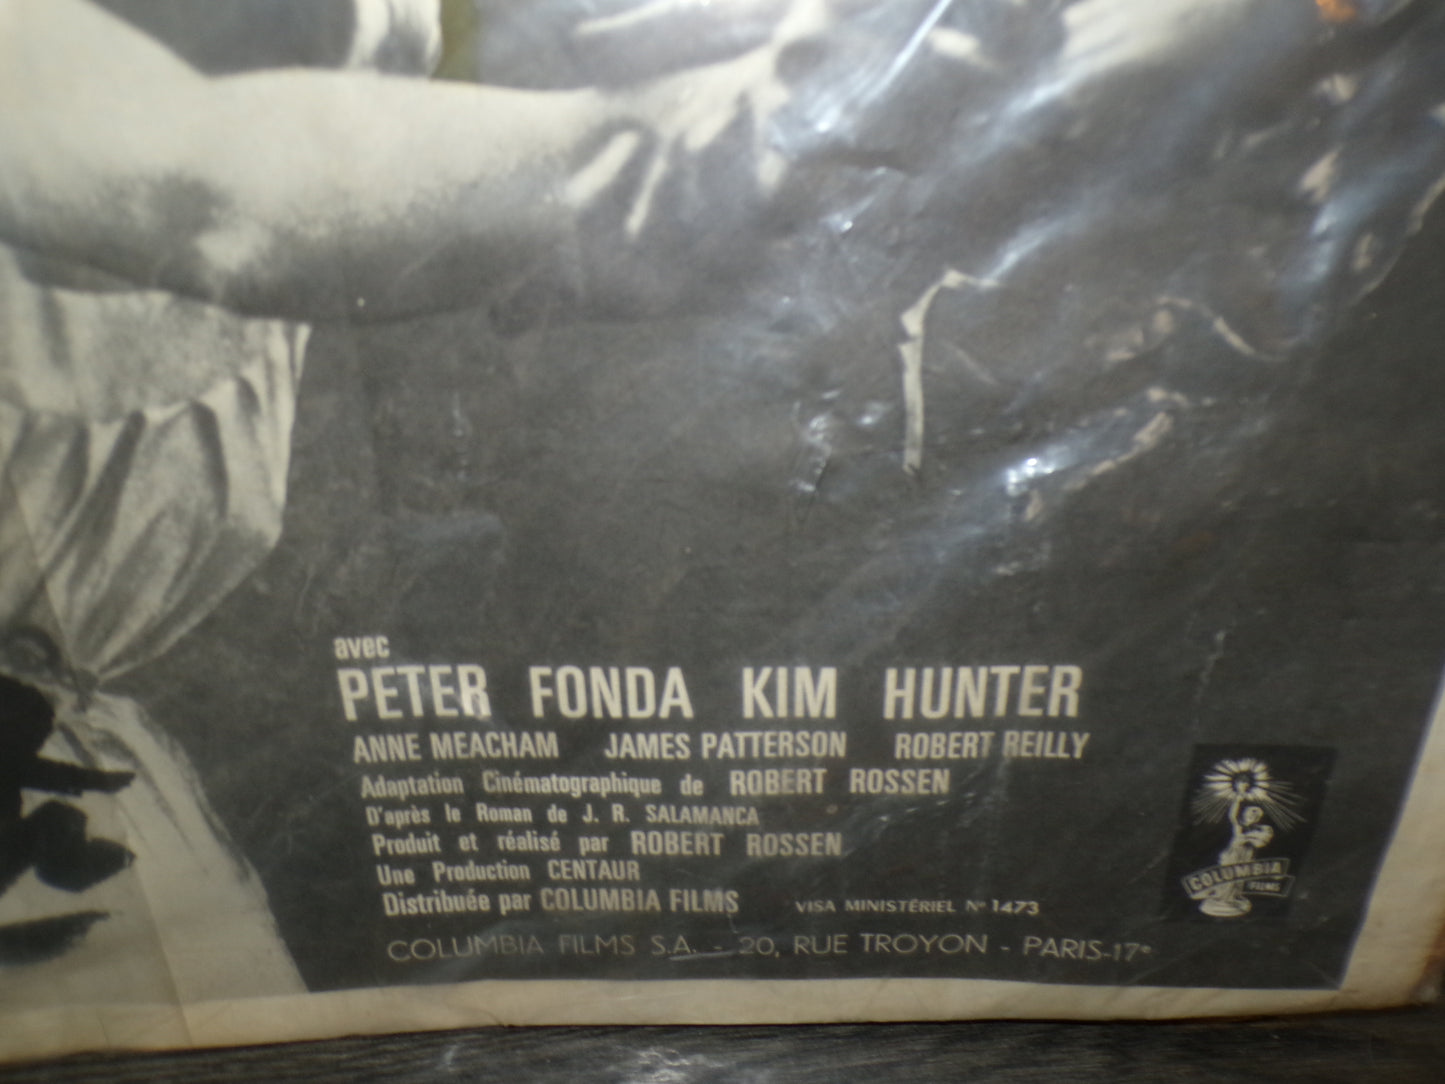 avec
PETER FONDA KIM HUNTER
ANNE MEACHAM JAMES PATTERSON ROBERT REILLY
Adaptation Cinématographique de ROBERT ROSSEN
D'après le Roman de J. R. SALAMANCA
Produit et réalisé par ROBERT ROSSEN
Une Production CENTAUR
Distribuée par COLUMBIA FILMS VISA MINISTÉRIEL Nº 1473
COLUMBIA FILMS S.A. - 20, RUE TROYON - PARIS-17e
COLUMBIA
FILMS